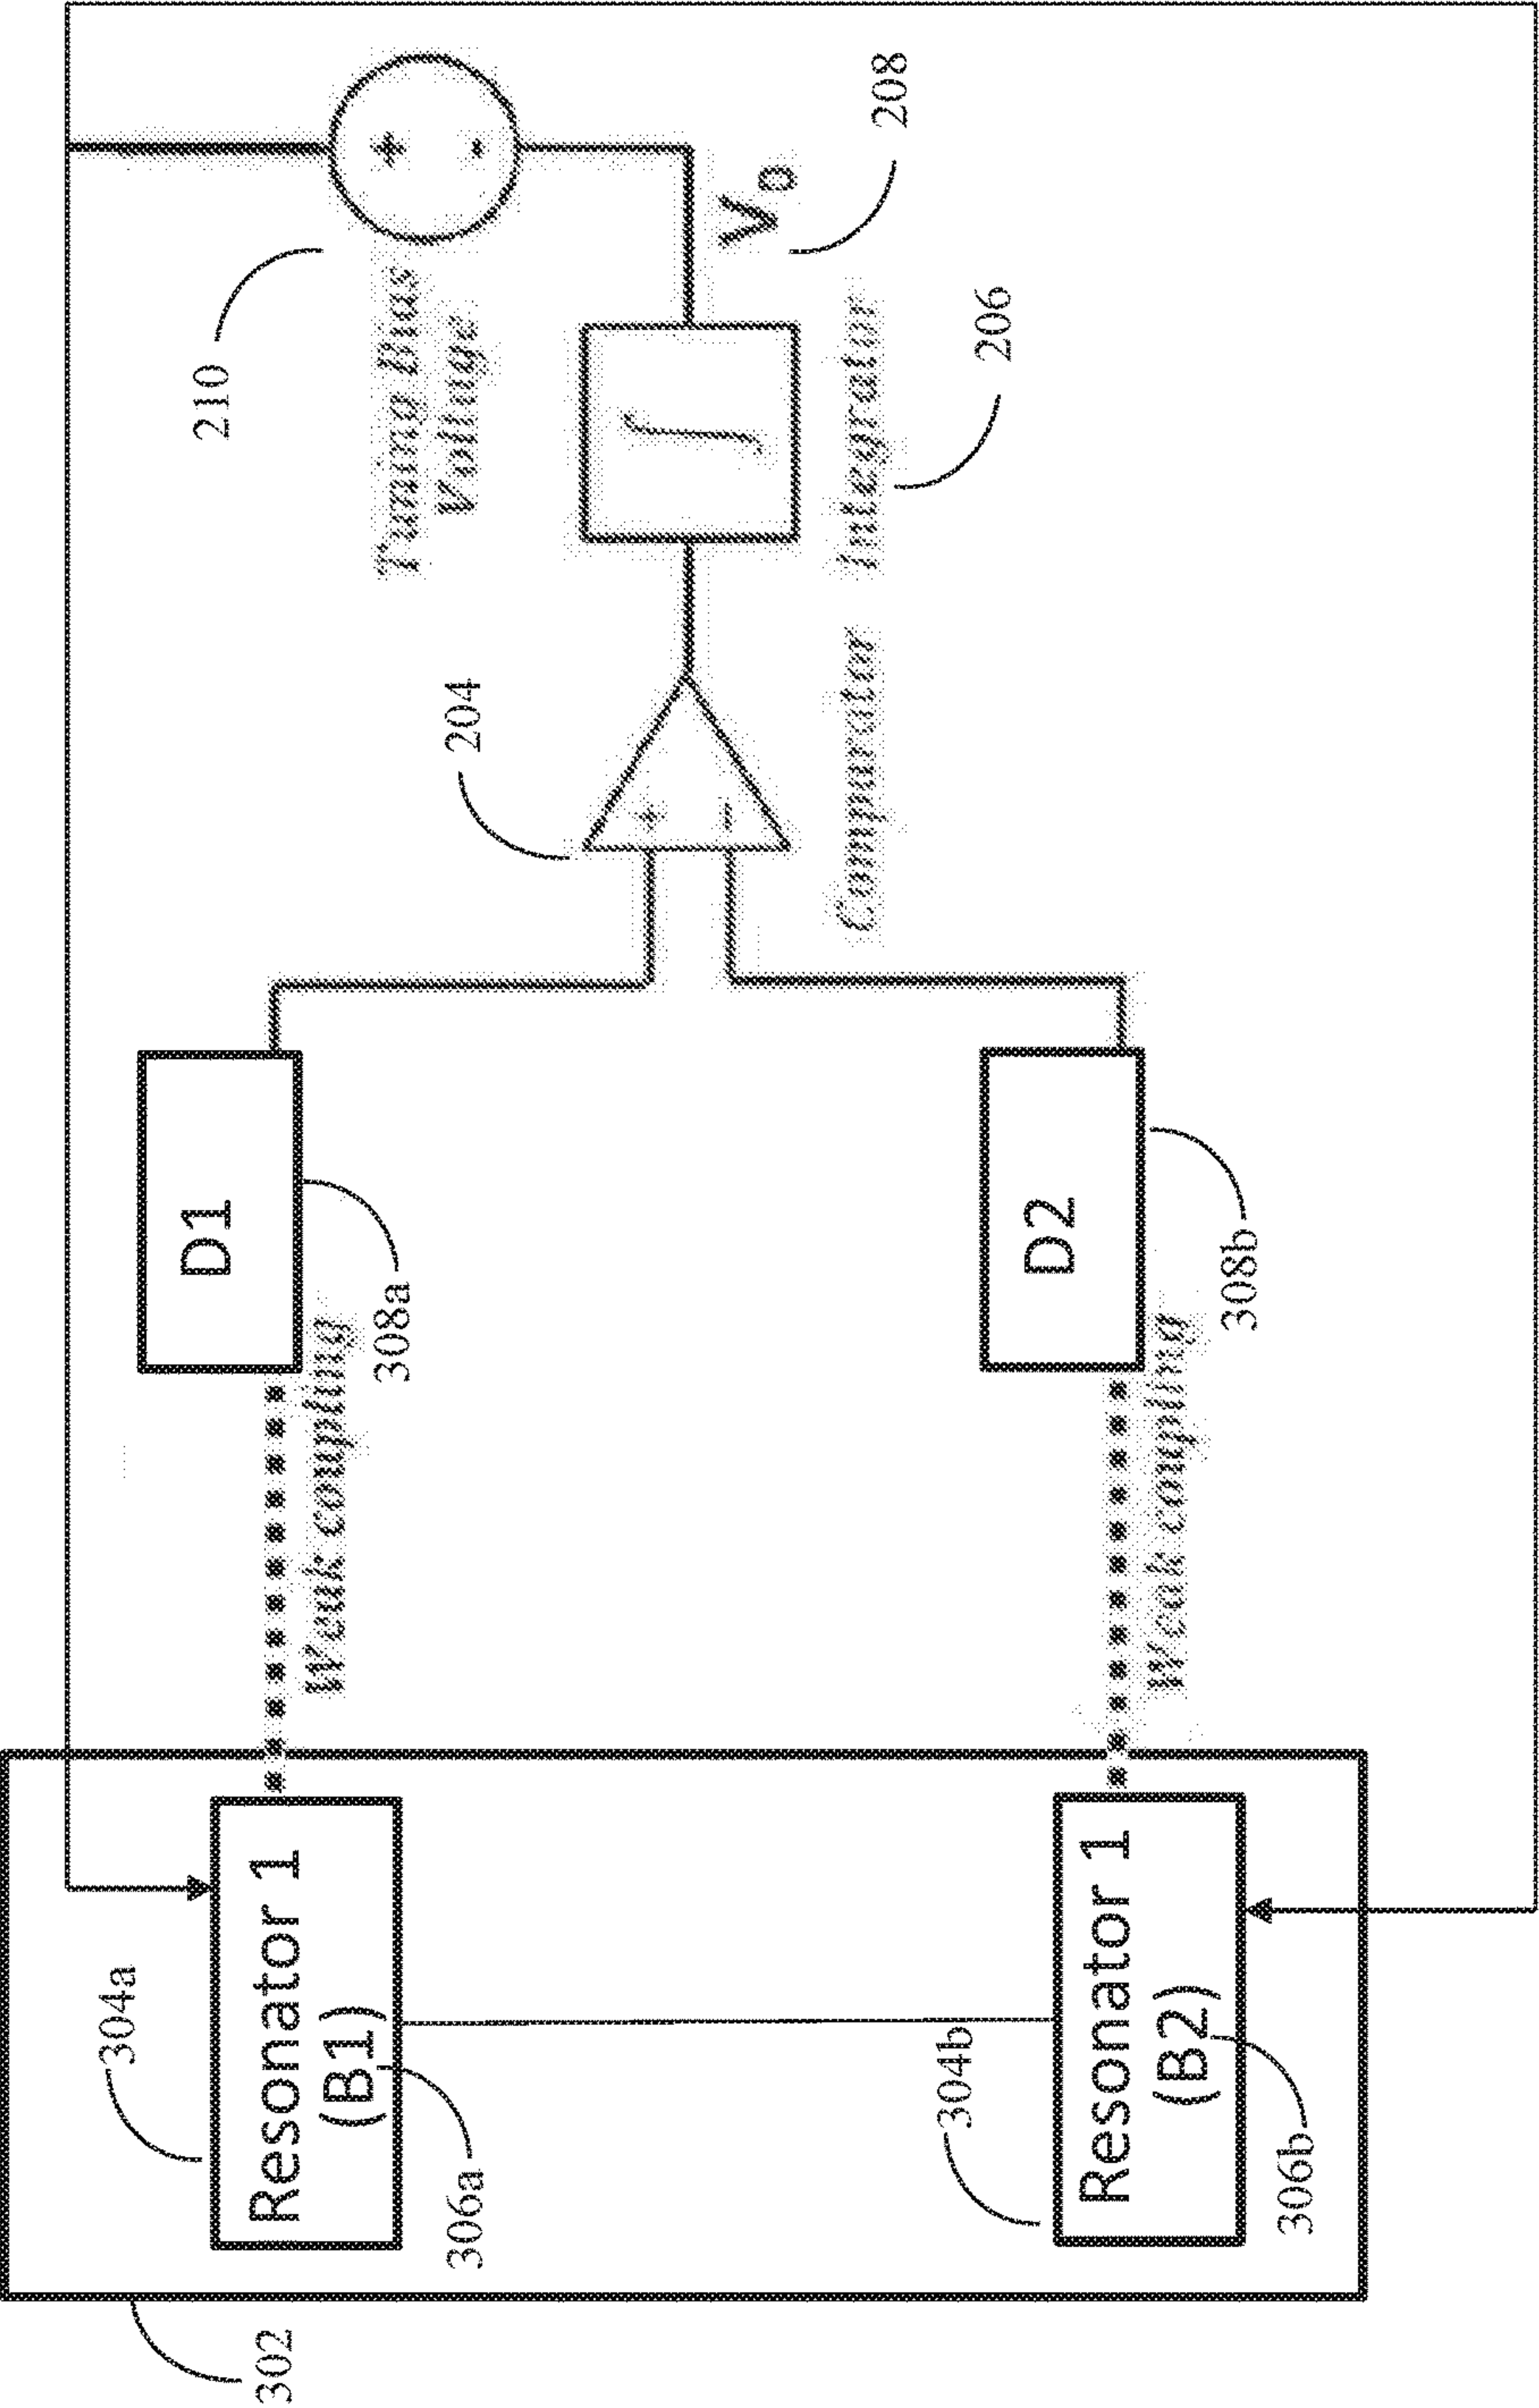 302
304a
Resonator 1
(B1)
306a
304b
Resonator 1
(B2)
306b
Weak coupling
Weak coupling
D1
308a
D2
308b
204
+
-
Comparator
∫
Integrator
206
210
Tuning Bias
Voltage
+
-
VD
208